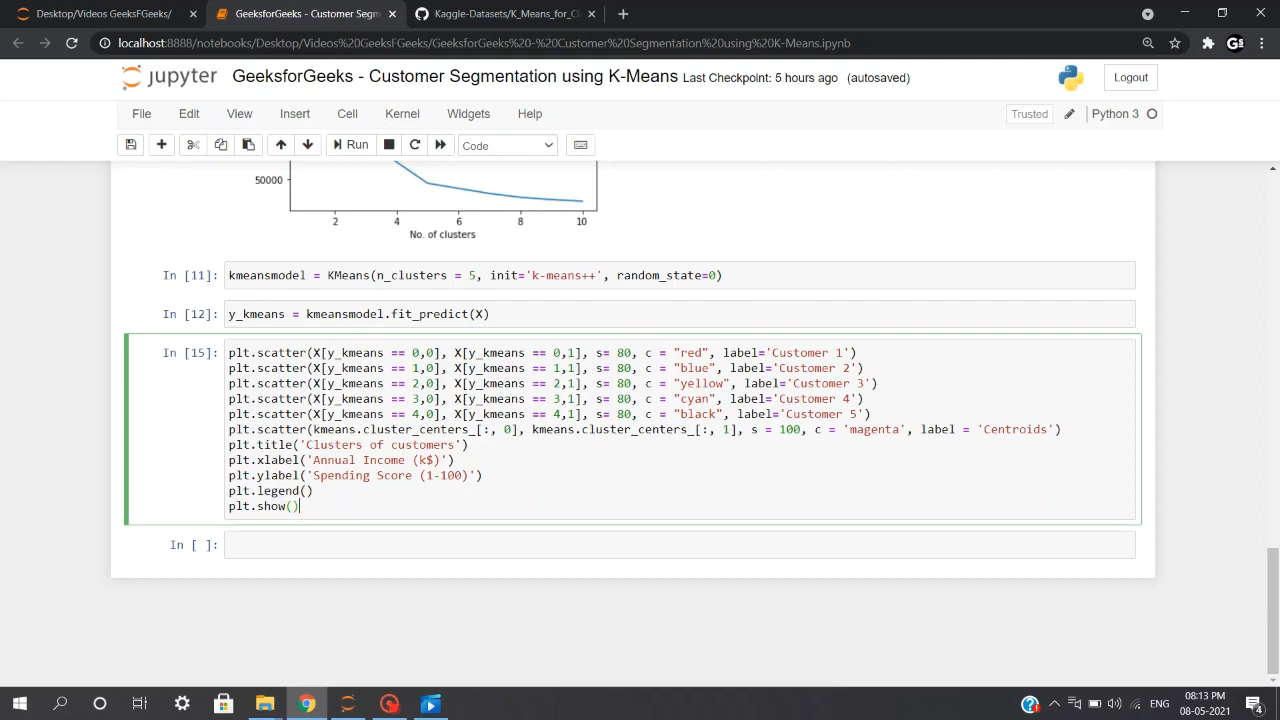 Desktop/Videos GeeksFGeeks/
GeeksforGeeks - Customer Segm
Kaggle-Datasets/K_Means_for_C
localhost:8888/notebooks/Desktop/Videos%20GeeksFGeeks/GeeksforGeeks%20-%20Customer%20Segmentation%20using%20K-Means.ipynb
jupyter GeeksforGeeks - Customer Segmentation using K-Means Last Checkpoint: 5 hours ago (autosaved)
Logout
File Edit View Insert Cell Kernel Widgets Help
Trusted Python 3
Run Code
50000
2 4 6 8 10
No. of clusters
In [11]: kmeansmodel = KMeans(n_clusters = 5, init='k-means++', random_state=0)
In [12]: y_kmeans = kmeansmodel.fit_predict(X)
In [15]: plt.scatter(X[y_kmeans == 0,0], X[y_kmeans == 0,1], s= 80, c = "red", label='Customer 1')
plt.scatter(X[y_kmeans == 1,0], X[y_kmeans == 1,1], s= 80, c = "blue", label='Customer 2')
plt.scatter(X[y_kmeans == 2,0], X[y_kmeans == 2,1], s= 80, c = "yellow", label='Customer 3')
plt.scatter(X[y_kmeans == 3,0], X[y_kmeans == 3,1], s= 80, c = "cyan", label='Customer 4')
plt.scatter(X[y_kmeans == 4,0], X[y_kmeans == 4,1], s= 80, c = "black", label='Customer 5')
plt.scatter(kmeans.cluster_centers_[:, 0], kmeans.cluster_centers_[:, 1], s = 100, c = 'magenta', label = 'Centroids')
plt.title('Clusters of customers')
plt.xlabel('Annual Income (k$)')
plt.ylabel('Spending Score (1-100)')
plt.legend()
plt.show()
In [ ]:
ENG
08:13 PM
08-05-2021
4